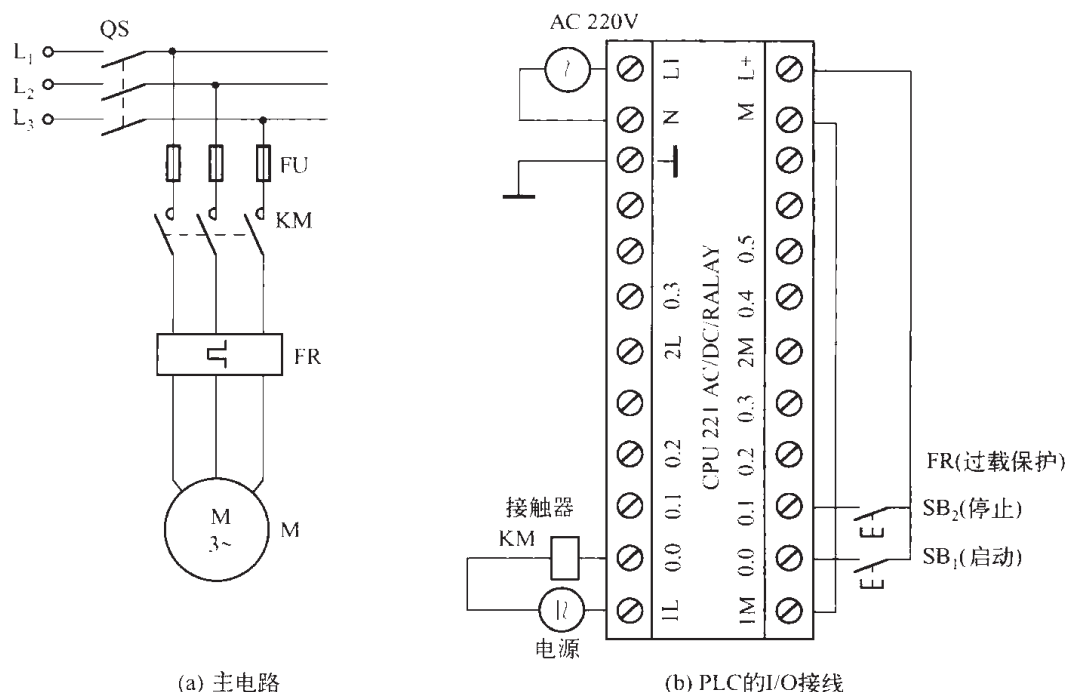 QS
L₁
L₂
L₃
FU
KM
FR
M
3~
M
(a) 主电路
AC 220V
L1
N
0.3
2L
0.2
0.1
0.0
1L
CPU 221 AC/DC/RALAY
L+
M
0.5
0.4
2M
0.3
0.2
0.1
0.0
1M
接触器
KM
电源
FR(过载保护)
SB₂(停止)
SB₁(启动)
(b) PLC的I/O接线